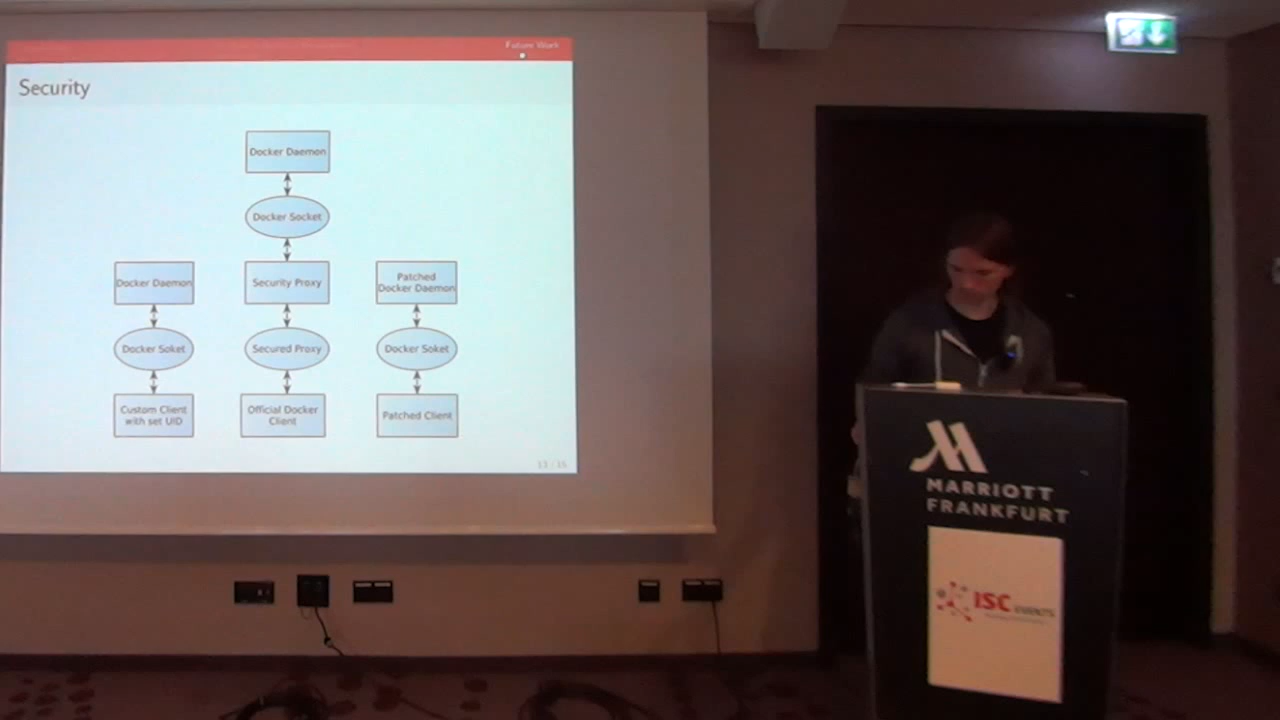 Future Work
Security
Docker Daemon
Docker Socket
Docker Daemon
Security Proxy
Patched
Docker Daemon
Docker Soket
Secured Proxy
Docker Soket
Custom Client
with set UID
Official Docker
Client
Patched Client
MARRIOTT
FRANKFURT
ISC EVENTS